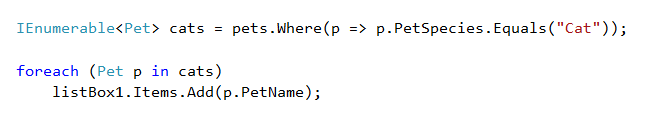 IEnumerable<Pet> cats = pets.Where(p => p.PetSpecies.Equals("Cat"));
foreach (Pet p in cats)
listBox1.Items.Add(p.PetName);